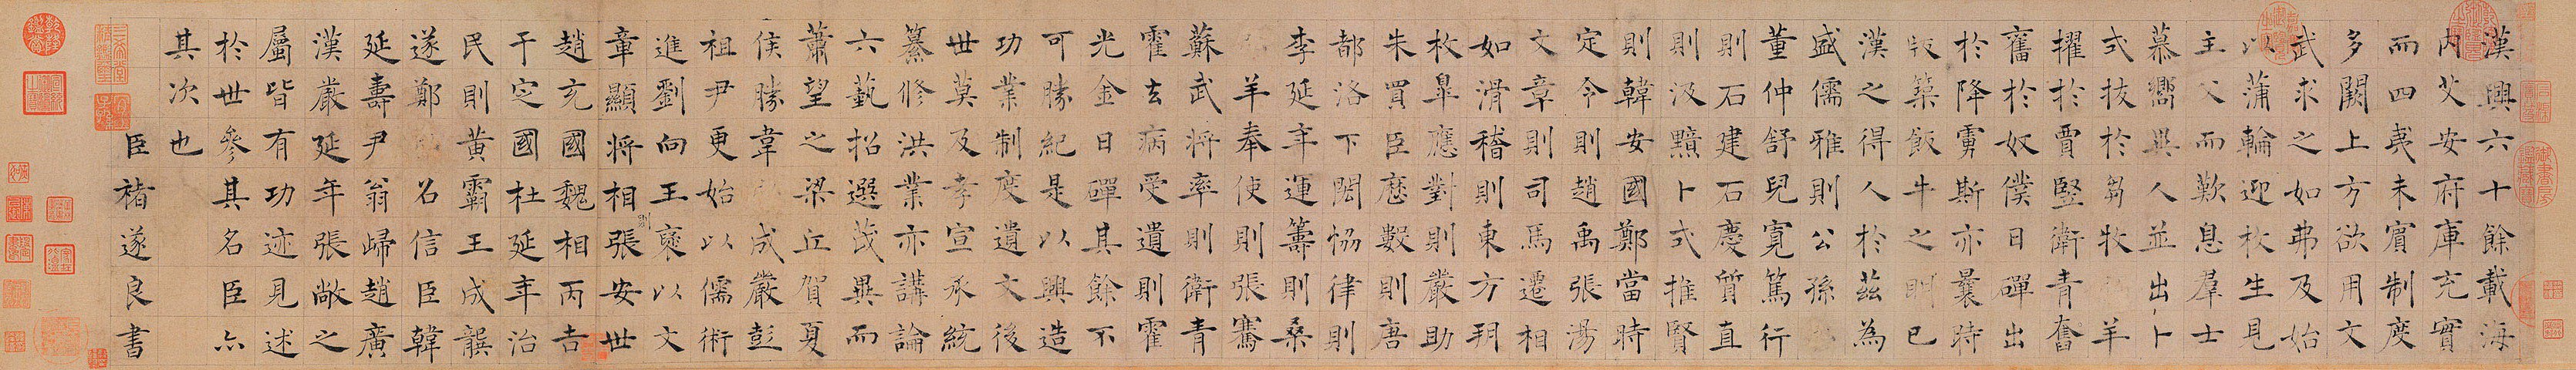 漢興六十餘載海
内艾安府庫充實
而四夷未賓制度
多闕上方欲用文
武求之如弗及始
以蒲輪迎枚生見
主父而歎息羣士
慕嚮異人並出卜
式拔於芻牧羊
擢於賈豎衛青奮
舊於奴僕日磾出
於降虜斯亦曩時
板築飯牛之朋已
漢之得人於茲為
盛儒雅則公孫
董仲舒兒寬篤行
則石建石慶質直
則汲黯卜式推賢
則韓安國鄭當時
定令則趙禹張湯
文章則司馬遷相
如滑稽則東方朔
枚臯應對則嚴助
朱買臣歷數則唐
都洛下閎恊律則
李延年運籌則桑
羊奉使則張騫
蘇武將率則衛青
霍去病受遺則霍
光金日磾其餘不
可勝紀是以興造
功業制度遺文後
世莫及孝宣承統
纂修洪業亦講論
六藝招選茂異而
蕭望之梁丘賀夏
侯勝韋成嚴彭
祖尹更始以儒術
進劉向王褒以文
章顯將相則張安世
趙充國魏相丙吉
于定國杜延年治
民則黃霸王成龔
遂鄭召信臣韓
延壽尹翁歸趙廣
漢嚴延年張敞之
屬皆有功迹見述
於世參其名臣亦
其次也
臣褚遂良書